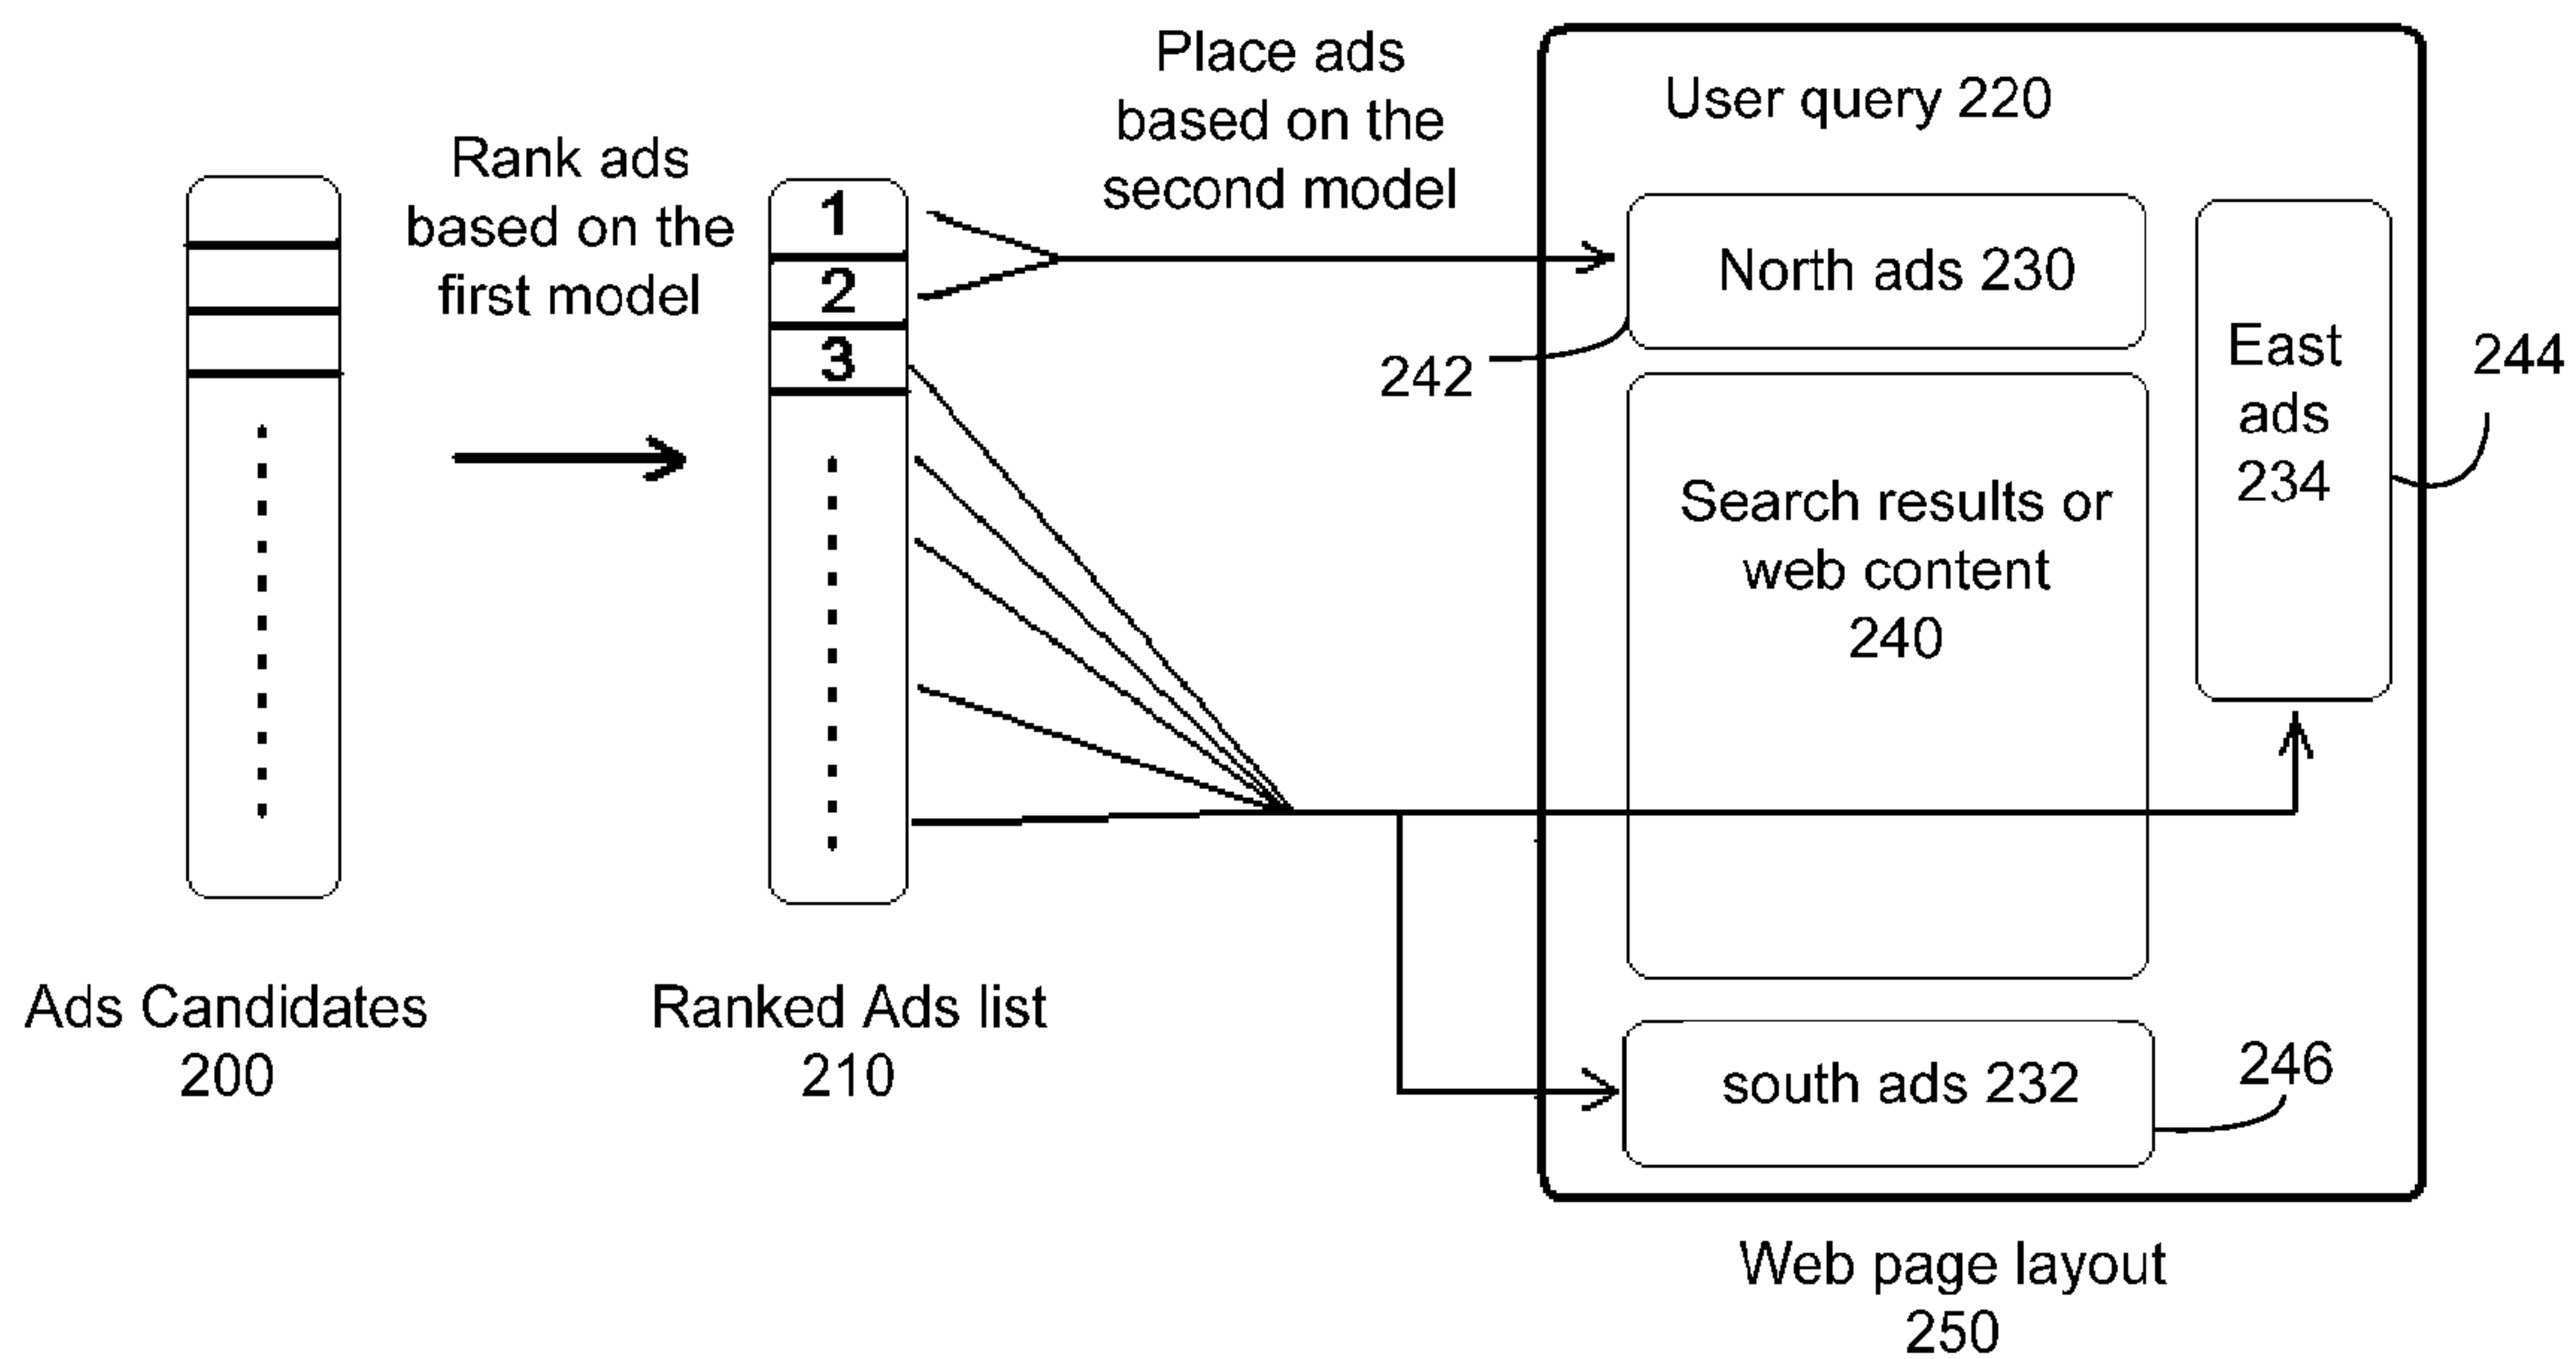 Rank ads
based on the
first model
Ads Candidates
200
1
2
3
Ranked Ads list
210
Place ads
based on the
second model
User query 220
North ads 230
242
East
ads
234
244
Search results or
web content
240
south ads 232
246
Web page layout
250